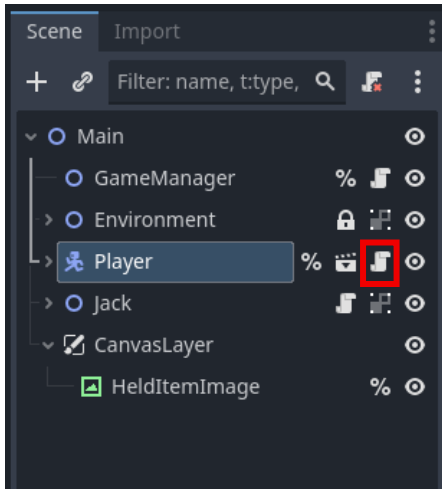 Scene Import
Filter: name, t:type,
Main
GameManager %
Environment
Player %
Jack
CanvasLayer
HeldItemImage %